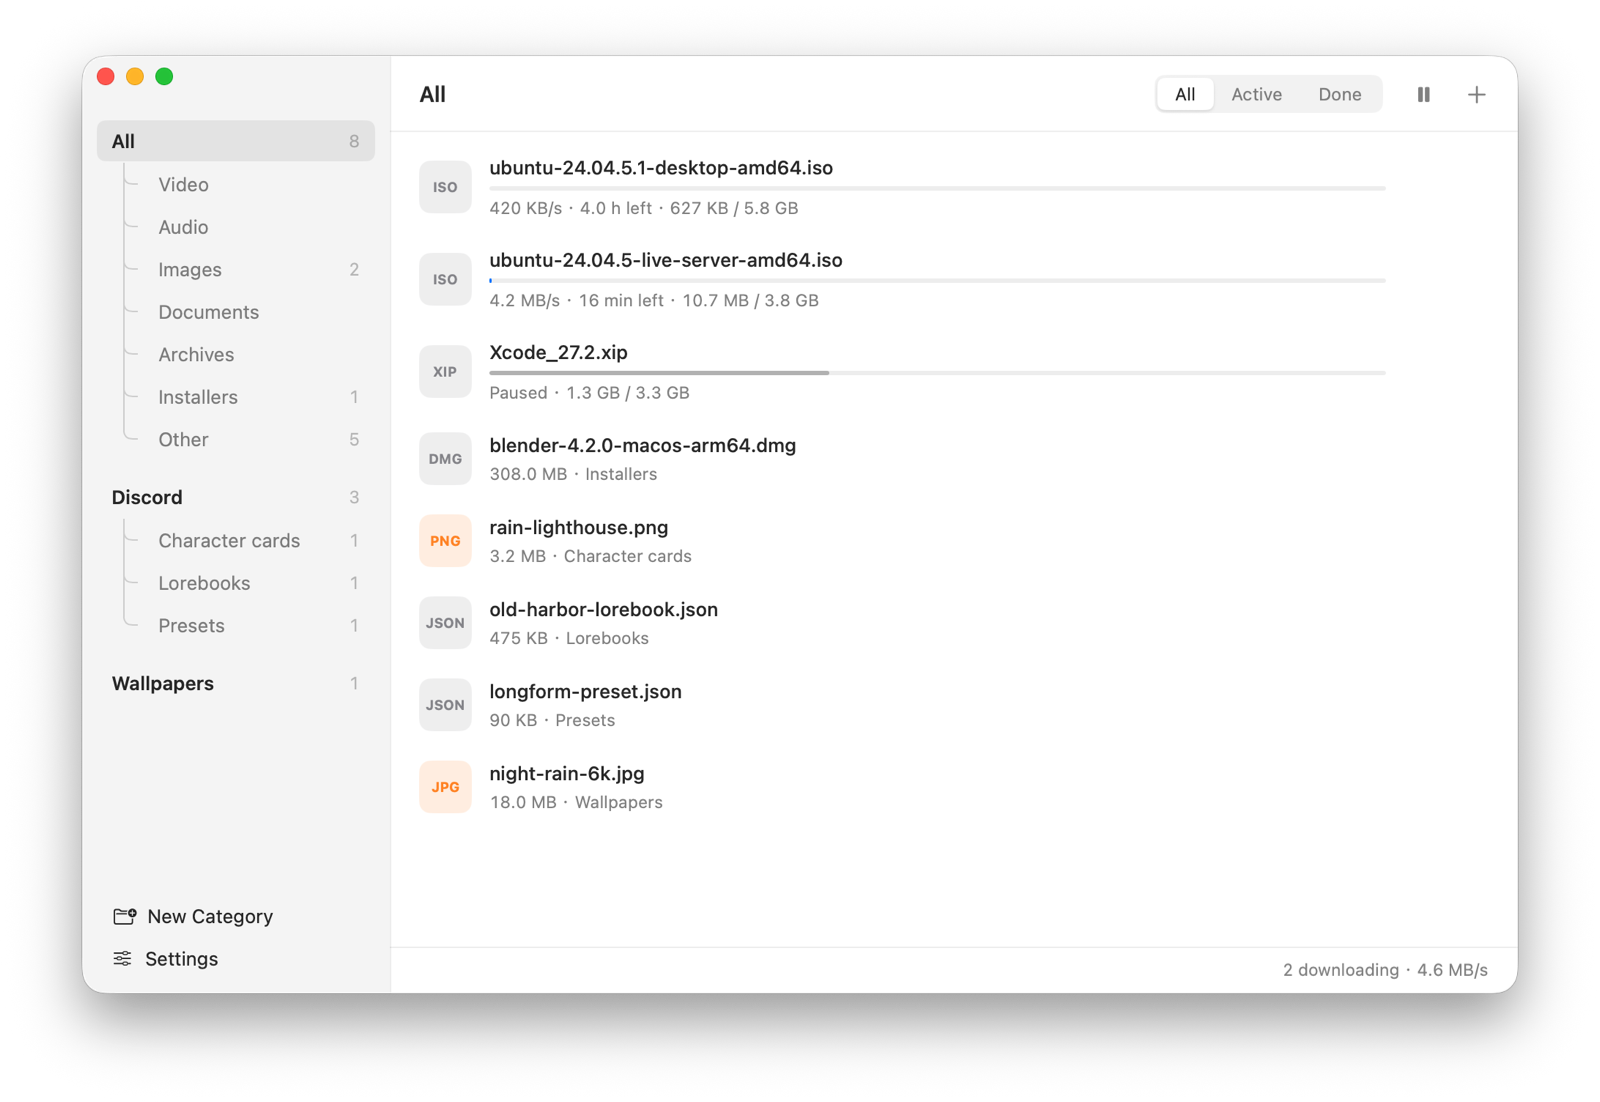 All 8
Video
Audio
Images 2
Documents
Archives
Installers 1
Other 5
Discord 3
Character cards 1
Lorebooks 1
Presets 1
Wallpapers 1
New Category
Settings
All
All Active Done
ISO
ubuntu-24.04.5.1-desktop-amd64.iso
420 KB/s · 4.0 h left · 627 KB / 5.8 GB
ISO
ubuntu-24.04.5-live-server-amd64.iso
4.2 MB/s · 16 min left · 10.7 MB / 3.8 GB
XIP
Xcode_27.2.xip
Paused · 1.3 GB / 3.3 GB
DMG
blender-4.2.0-macos-arm64.dmg
308.0 MB · Installers
PNG
rain-lighthouse.png
3.2 MB · Character cards
JSON
old-harbor-lorebook.json
475 KB · Lorebooks
JSON
longform-preset.json
90 KB · Presets
JPG
night-rain-6k.jpg
18.0 MB · Wallpapers
2 downloading · 4.6 MB/s